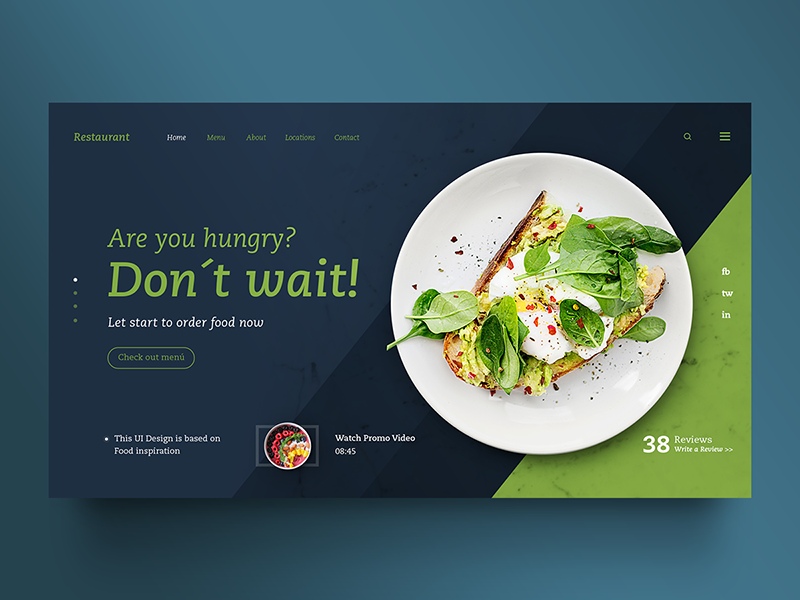 Restaurant
Home Menu About Locations Contact
Are you hungry?
Don´t wait!
Let start to order food now
Check out menú
fb
tw
in
This UI Design is based on
Food inspiration
Watch Promo Video
08:45
38 Reviews
Write a Review >>